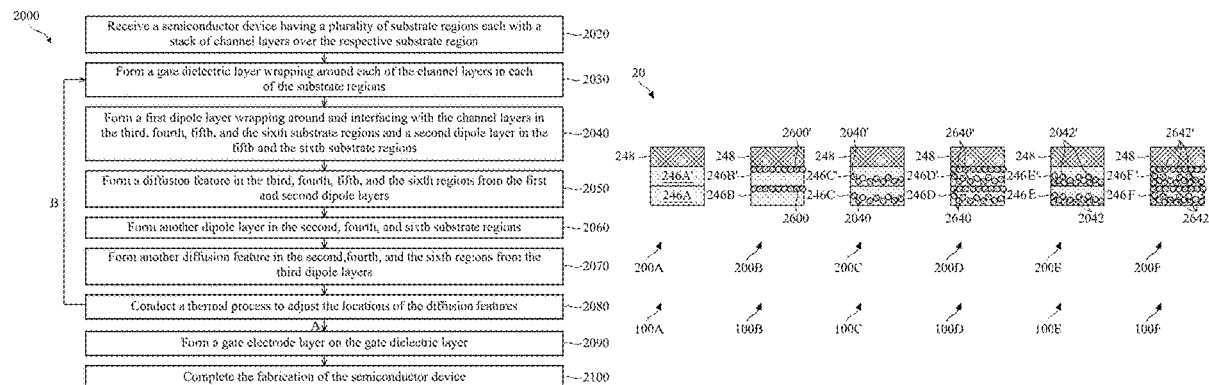 2000
Receive a semiconductor device having a plurality of substrate regions each with a
stack of channel layers over the respective substrate region
2020
Form a gate dielectric layer wrapping around each of the channel layers in each
of the substrate regions
2030
Form a first dipole layer wrapping around and interfacing with the channel layers in
the third, fourth, fifth, and the sixth substrate regions and a second dipole layer in the
fifth and the sixth substrate regions
2040
Form a diffusion feature in the third, fourth, fifth, and the sixth regions from the first
and second dipole layers
2050
B
Form another dipole layer in the second, fourth, and sixth substrate regions
2060
Form another diffusion feature in the second,fourth, and the sixth regions from the
third dipole layers
2070
Conduct a thermal process to adjust the locations of the diffusion features
2080
A
Form a gate electrode layer on the gate dielectric layer
2090
Complete the fabrication of the semiconductor device
2100
20
2600' 2040' 2640' 2042' 2642'
248 248 248 248 248 248
246A' 246B' 246C' 246D' 246E' 246F'
246A 246B 246C 246D 246E 246F
2600 2040 2640 2042 2642
200A 200B 200C 200D 200E 200F
100A 100B 100C 100D 100E 100F